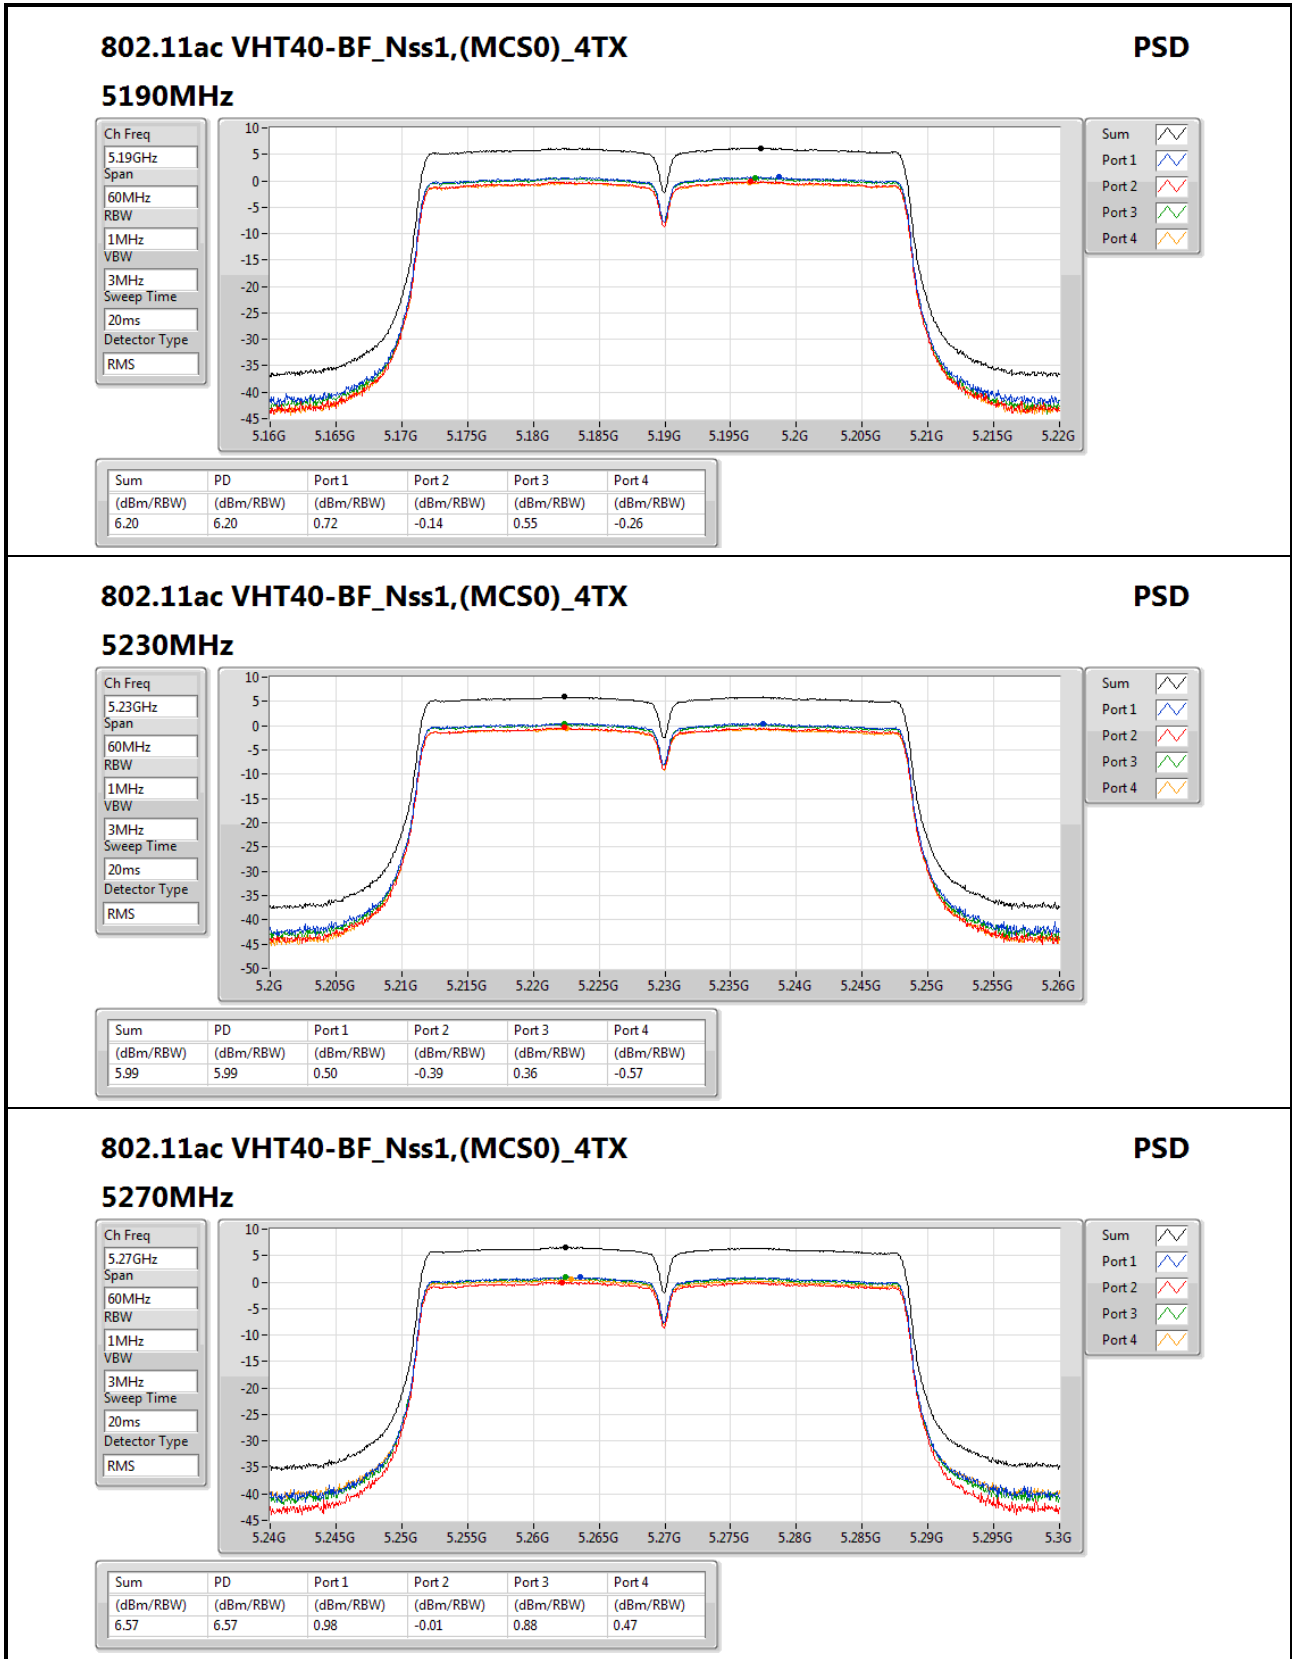 802.11ac VHT40-BF_Nss1,(MCS0)_4TX PSD
5190MHz
Ch Freq
5.19GHz
Span
60MHz
RBW
1MHz
VBW
3MHz
Sweep Time
20ms
Detector Type
RMS
10
5
0
-5
-10
-15
-20
-25
-30
-35
-40
-45
5.16G 5.165G 5.17G 5.175G 5.18G 5.185G 5.19G 5.195G 5.2G 5.205G 5.21G 5.215G 5.22G
Sum
Port 1
Port 2
Port 3
Port 4
Sum PD Port 1 Port 2 Port 3 Port 4
(dBm/RBW) (dBm/RBW) (dBm/RBW) (dBm/RBW) (dBm/RBW) (dBm/RBW)
6.20 6.20 0.72 -0.14 0.55 -0.26
802.11ac VHT40-BF_Nss1,(MCS0)_4TX PSD
5230MHz
Ch Freq
5.23GHz
Span
60MHz
RBW
1MHz
VBW
3MHz
Sweep Time
20ms
Detector Type
RMS
10
5
0
-5
-10
-15
-20
-25
-30
-35
-40
-45
-50
5.2G 5.205G 5.21G 5.215G 5.22G 5.225G 5.23G 5.235G 5.24G 5.245G 5.25G 5.255G 5.26G
Sum
Port 1
Port 2
Port 3
Port 4
Sum PD Port 1 Port 2 Port 3 Port 4
(dBm/RBW) (dBm/RBW) (dBm/RBW) (dBm/RBW) (dBm/RBW) (dBm/RBW)
5.99 5.99 0.50 -0.39 0.36 -0.57
802.11ac VHT40-BF_Nss1,(MCS0)_4TX PSD
5270MHz
Ch Freq
5.27GHz
Span
60MHz
RBW
1MHz
VBW
3MHz
Sweep Time
20ms
Detector Type
RMS
10
5
0
-5
-10
-15
-20
-25
-30
-35
-40
-45
5.24G 5.245G 5.25G 5.255G 5.26G 5.265G 5.27G 5.275G 5.28G 5.285G 5.29G 5.295G 5.3G
Sum
Port 1
Port 2
Port 3
Port 4
Sum PD Port 1 Port 2 Port 3 Port 4
(dBm/RBW) (dBm/RBW) (dBm/RBW) (dBm/RBW) (dBm/RBW) (dBm/RBW)
6.57 6.57 0.98 -0.01 0.88 0.47